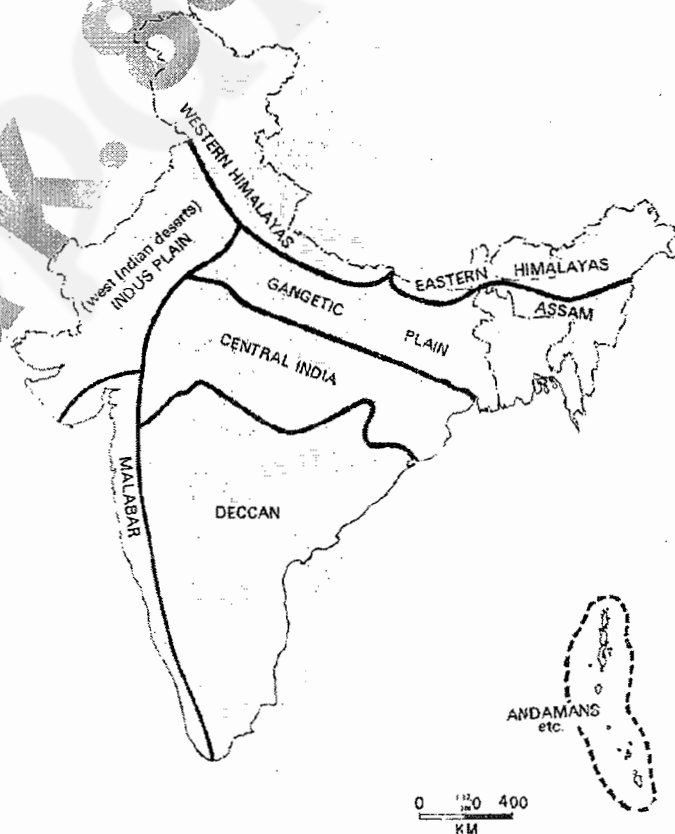 WESTERN HIMALAYAS
(west Indian deserts)
INDUS PLAIN
EASTERN HIMALAYAS
ASSAM
GANGETIC PLAIN
CENTRAL INDIA
MALABAR
DECCAN
ANDAMANS
etc.
0 400
KM